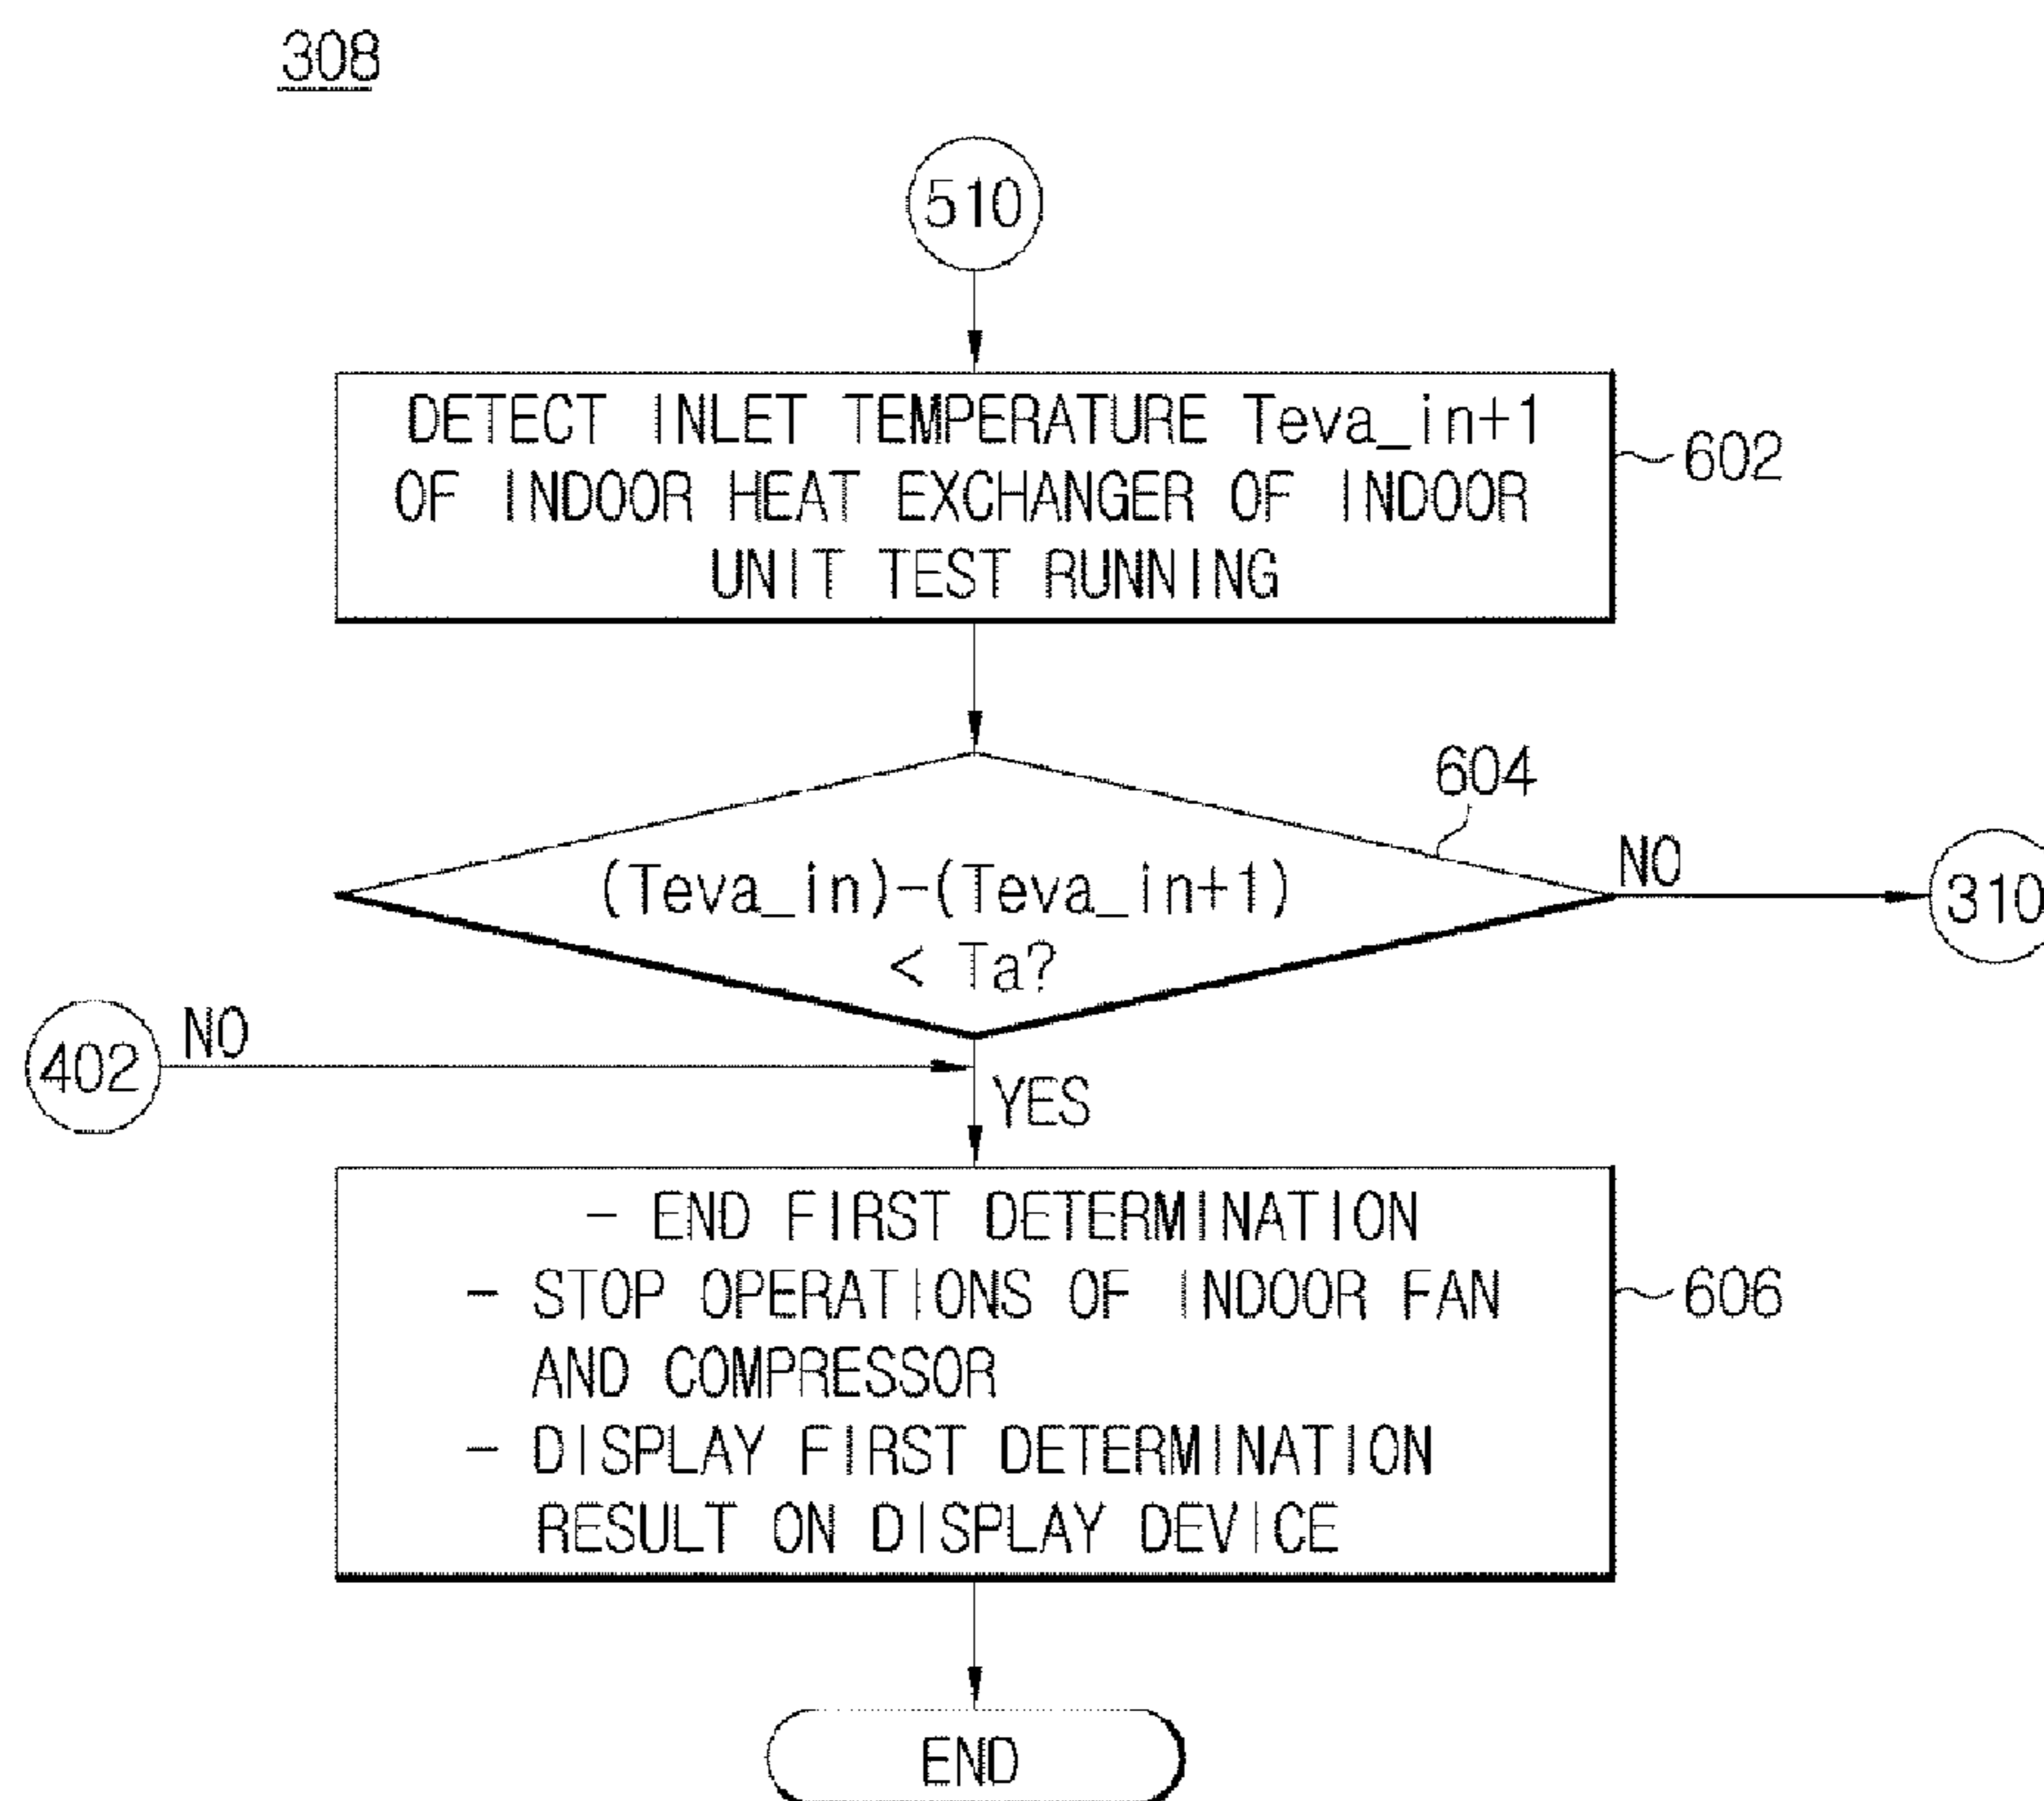 308
510
DETECT INLET TEMPERATURE Teva_in+1
OF INDOOR HEAT EXCHANGER OF INDOOR
UNIT TEST RUNNING
602
604
(Teva_in)-(Teva_in+1)
< Ta?
NO
310
402
NO
YES
- END FIRST DETERMINATION
- STOP OPERATIONS OF INDOOR FAN
AND COMPRESSOR
- DISPLAY FIRST DETERMINATION
RESULT ON DISPLAY DEVICE
606
END